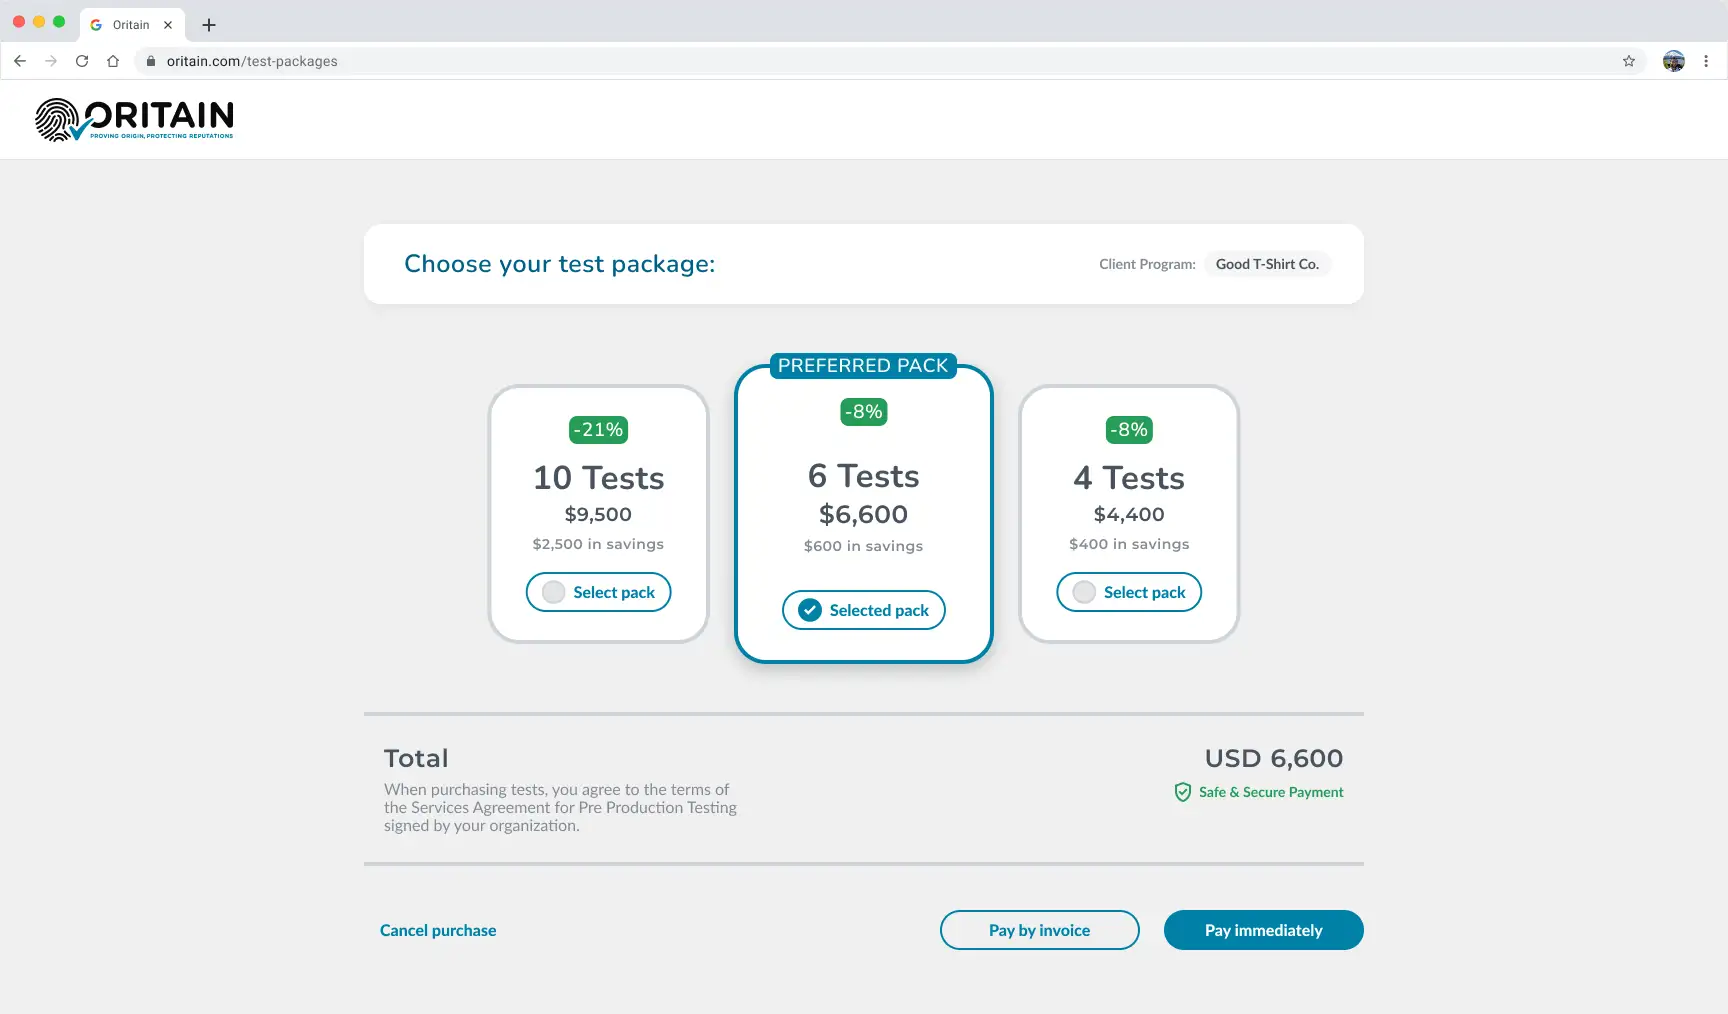 Oritain
oritain.com/test-packages
ORITAIN
PROVING ORIGIN, PROTECTING REPUTATIONS
Choose your test package:
Client Program: Good T-Shirt Co.
-21%
10 Tests
$9,500
$2,500 in savings
Select pack
PREFERRED PACK
-8%
6 Tests
$6,600
$600 in savings
Selected pack
-8%
4 Tests
$4,400
$400 in savings
Select pack
Total
When purchasing tests, you agree to the terms of
the Services Agreement for Pre Production Testing
signed by your organization.
USD 6,600
Safe & Secure Payment
Cancel purchase
Pay by invoice
Pay immediately